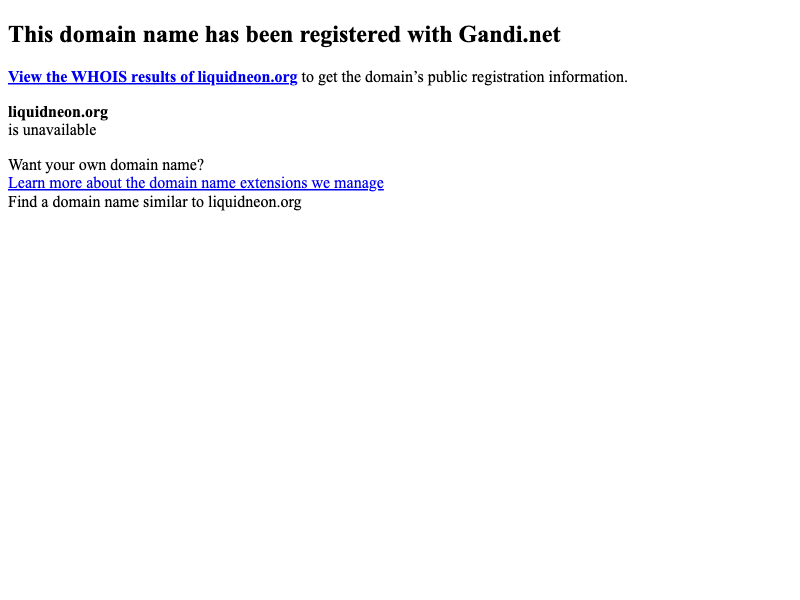 This domain name has been registered with Gandi.net
View the WHOIS results of liquidneon.org to get the domain’s public registration information.
liquidneon.org
is unavailable
Want your own domain name?
Learn more about the domain name extensions we manage
Find a domain name similar to liquidneon.org